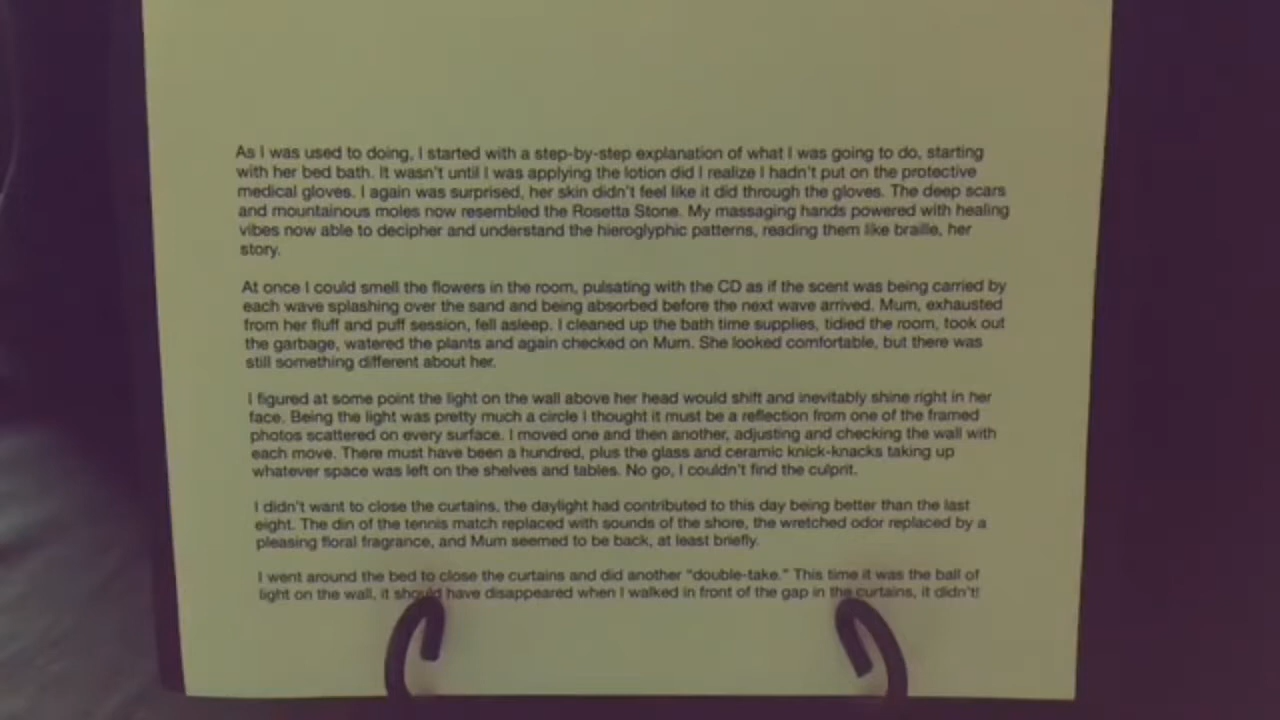 As I was used to doing, I started with a step-by-step explanation of what I was going to do, starting
with her bed bath. It wasn't until I was applying the lotion did I realize I hadn't put on the protective
medical gloves. I again was surprised, her skin didn't feel like it did through the gloves. The deep scars
and mountainous moles now resembled the Rosetta Stone. My massaging hands powered with healing
vibes now able to decipher and understand the hieroglyphic patterns, reading them like braille, her
story.
At once I could smell the flowers in the room, pulsating with the CD as if the scent was being carried by
each wave splashing over the sand and being absorbed before the next wave arrived. Mum, exhausted
from her fluff and puff session, fell asleep. I cleaned up the bath time supplies, tidied the room, took out
the garbage, watered the plants and again checked on Mum. She looked comfortable, but there was
still something different about her.
I figured at some point the light on the wall above her head would shift and inevitably shine right in her
face. Being the light was pretty much a circle I thought it must be a reflection from one of the framed
photos scattered on every surface. I moved one and then another, adjusting and checking the wall with
each move. There must have been a hundred, plus the glass and ceramic knick-knacks taking up
whatever space was left on the shelves and tables. No go, I couldn't find the culprit.
I didn't want to close the curtains, the daylight had contributed to this day being better than the last
eight. The din of the tennis match replaced with sounds of the shore, the wretched odor replaced by a
pleasing floral fragrance, and Mum seemed to be back, at least briefly.
I went around the bed to close the curtains and did another "double-take." This time it was the ball of
light on the wall, it should have disappeared when I walked in front of the gap in the curtains, it didn't!